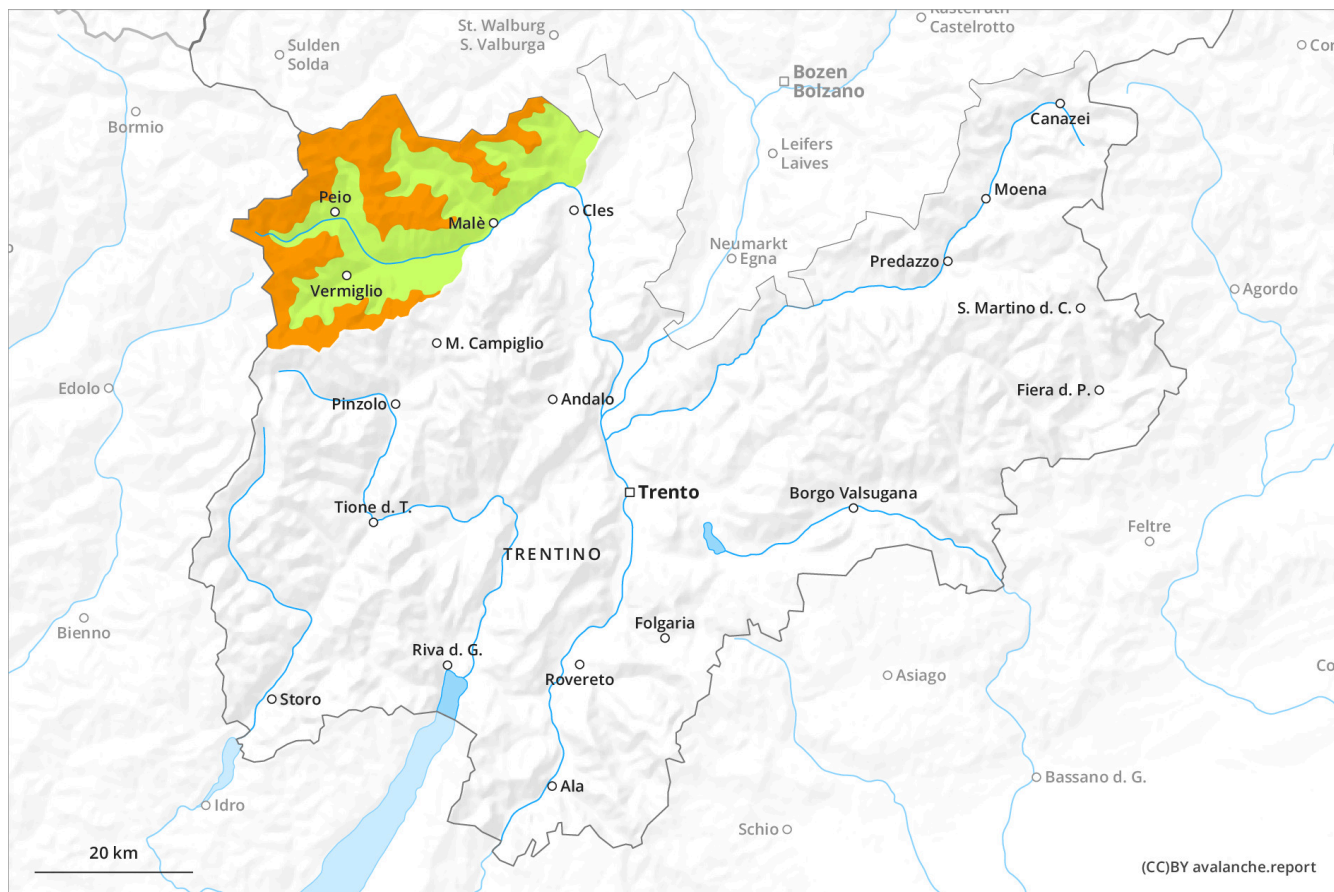 Kastelruth
Castelrotto
St. Walburg
S. Valburga
Sulden
Solda
Bozen
Bolzano
Bormio
Canazei
Leifers
Laives
Moena
Peio
Cles
Malè
Neumarkt
Egna
Predazzo
Vermiglio
Agordo
S. Martino d. C.
M. Campiglio
Edolo
Andalo
Fiera d. P.
Pinzolo
Trento
Borgo Valsugana
Tione d. T.
Feltre
TRENTINO
Bienno
Folgaria
Riva d. G.
Rovereto
Asiago
Storo
Ala
Bassano d. G.
Idro
Schio
20 km
(CC)BY avalanche.report